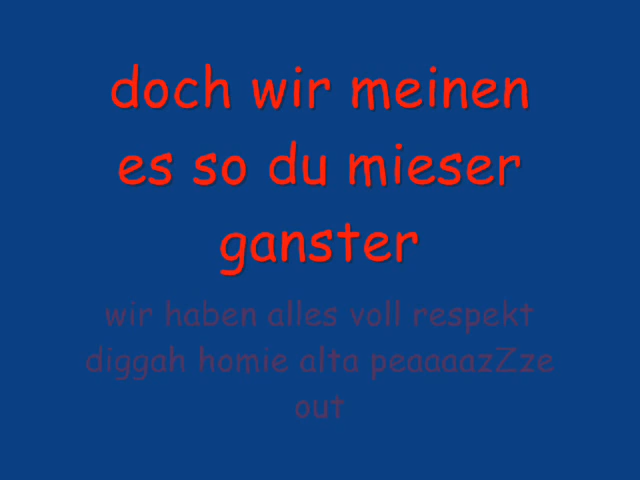 doch wir meinen
es so du mieser
ganster
wir haben alles voll respekt
diggah homie alta peaaaazZze
out